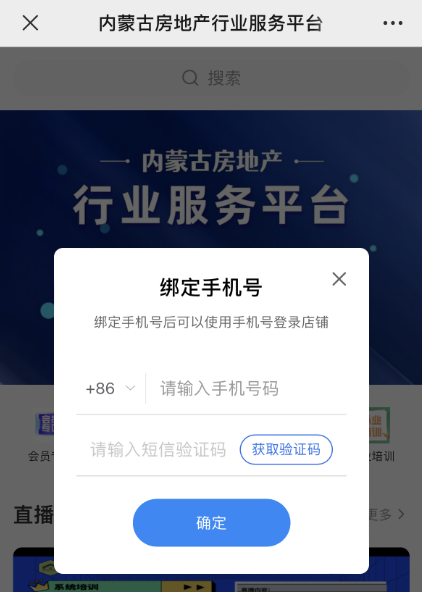 内蒙古房地产行业服务平台
搜索
内蒙古房地产
行业服务平台
绑定手机号
绑定手机号后可以使用手机号登录店铺
+86 请输入手机号码
请输入短信验证码 获取验证码
会员
培训
确定
直播
更多
系统培训